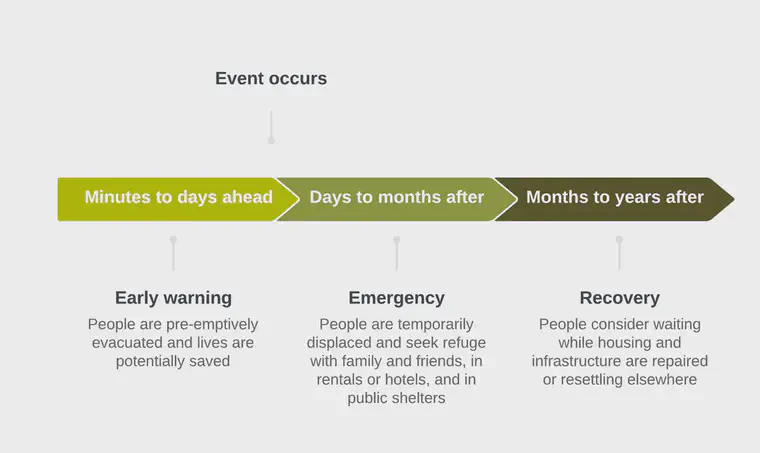 Event occurs
Minutes to days ahead
Days to months after
Months to years after
Early warning
People are pre-emptively
evacuated and lives are
potentially saved
Emergency
People are temporarily
displaced and seek refuge
with family and friends, in
rentals or hotels, and in
public shelters
Recovery
People consider waiting
while housing and
infrastructure are repaired
or resettling elsewhere